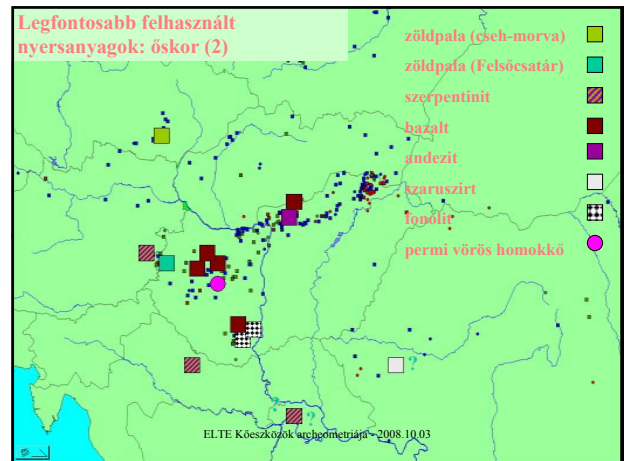 Legfontosabb felhasznált
nyersanyagok: őskor (2)
zöldpala (cseh-morva)
zöldpala (Felsőcsatár)
szerpentinit
bazalt
andezit
szaruszirt
fonolit
permi vörös homokkő
?
?
?
ELTE Kőeszközök archeometriája - 2008.10.03